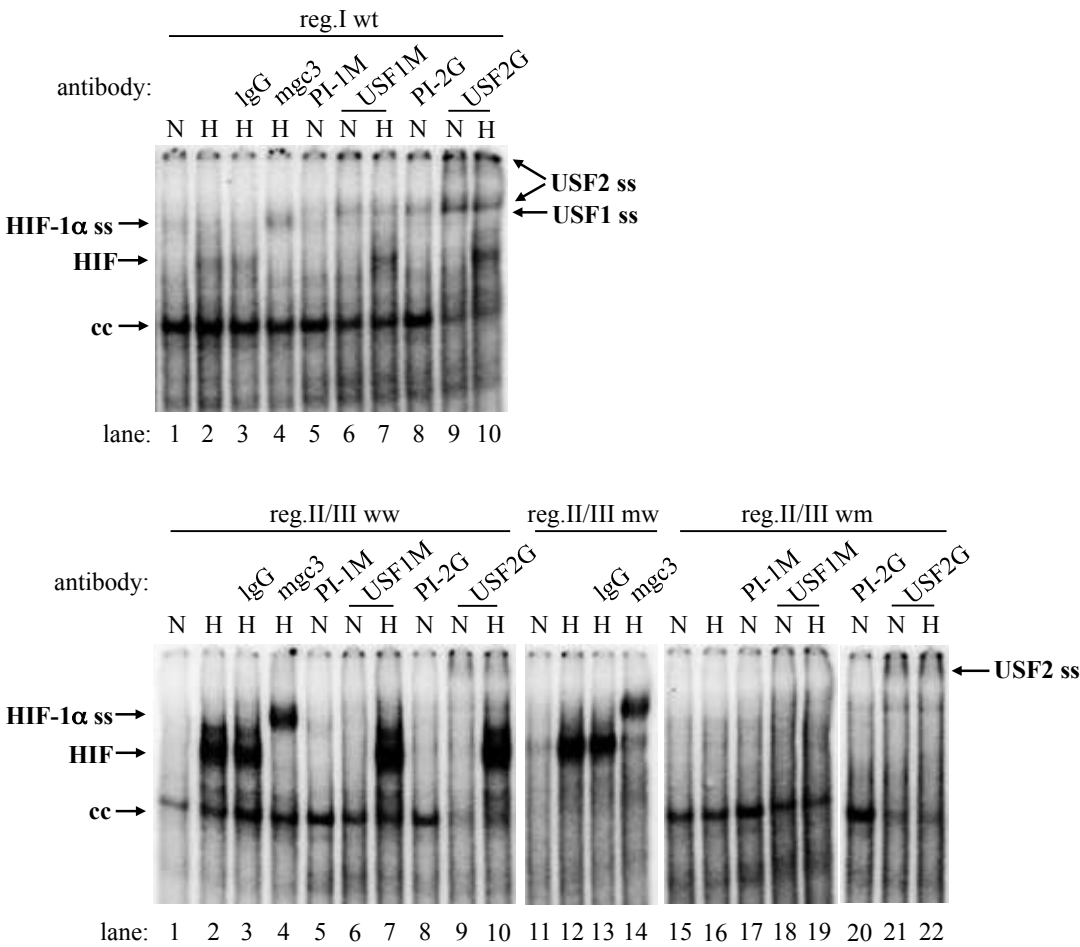 reg.I wt
antibody: lgG mgc3 PI-1M USF1M PI-2G USF2G
N H H H N N H N N H
USF2 ss
USF1 ss
HIF-1α ss
HIF
cc
lane: 1 2 3 4 5 6 7 8 9 10
reg.II/III ww reg.II/III mw reg.II/III wm
antibody: lgG mgc3 PI-1M USF1M PI-2G USF2G lgG mgc3 PI-1M USF1M PI-2G USF2G
N H H H N N H N N H N H H H N H N N H N N H
USF2 ss
HIF-1α ss
HIF
cc
lane: 1 2 3 4 5 6 7 8 9 10 11 12 13 14 15 16 17 18 19 20 21 22